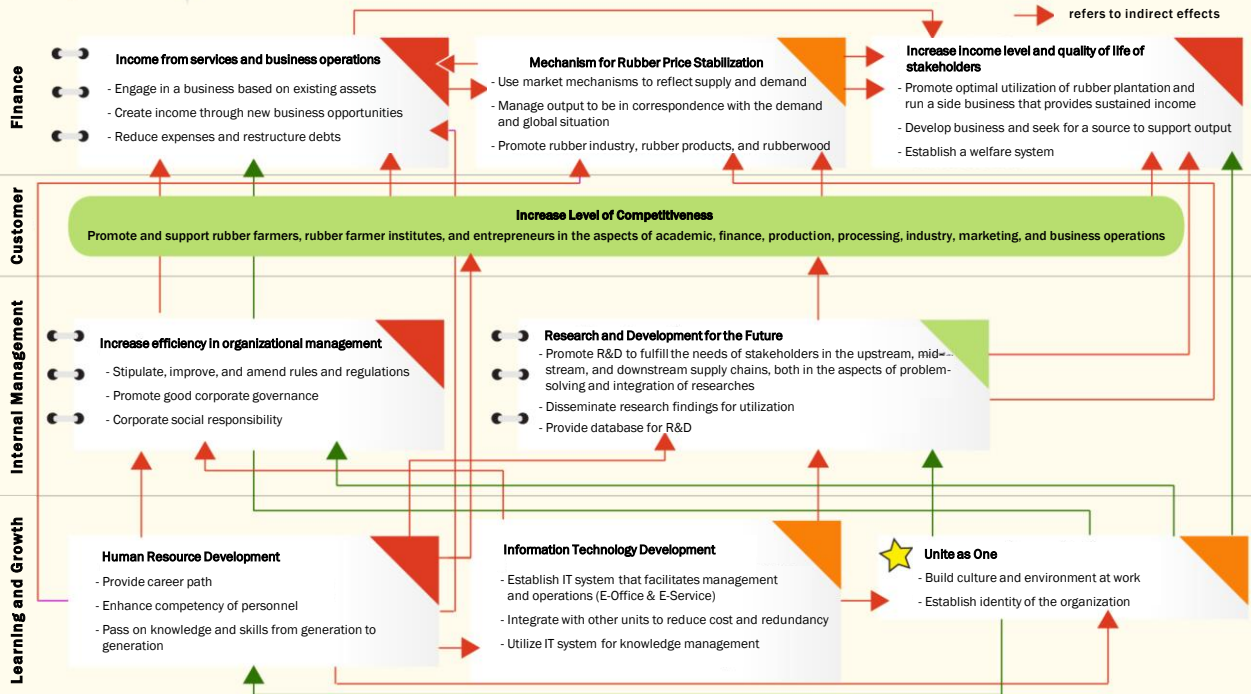 refers to indirect effects
Finance
Income from services and business operations
- Engage in a business based on existing assets
- Create income through new business opportunities
- Reduce expenses and restructure debts
Mechanism for Rubber Price Stabilization
- Use market mechanisms to reflect supply and demand
- Manage output to be in correspondence with the demand
and global situation
- Promote rubber industry, rubber products, and rubberwood
Increase income level and quality of life of
stakeholders
- Promote optimal utilization of rubber plantation and
run a side business that provides sustained income
- Develop business and seek for a source to support output
- Establish a welfare system
Customer
Increase Level of Competitiveness
Promote and support rubber farmers, rubber farmer institutes, and entrepreneurs in the aspects of academic, finance, production, processing, industry, marketing, and business operations
Internal Management
Increase efficiency in organizational management
- Stipulate, improve, and amend rules and regulations
- Promote good corporate governance
- Corporate social responsibility
Research and Development for the Future
- Promote R&D to fulfill the needs of stakeholders in the upstream, mid-
stream, and downstream supply chains, both in the aspects of problem-
solving and integration of researches
- Disseminate research findings for utilization
- Provide database for R&D
Learning and Growth
Human Resource Development
- Provide career path
- Enhance competency of personnel
- Pass on knowledge and skills from generation to
generation
Information Technology Development
- Establish IT system that facilitates management
and operations (E-Office & E-Service)
- Integrate with other units to reduce cost and redundancy
- Utilize IT system for knowledge management
Unite as One
- Build culture and environment at work
- Establish identity of the organization